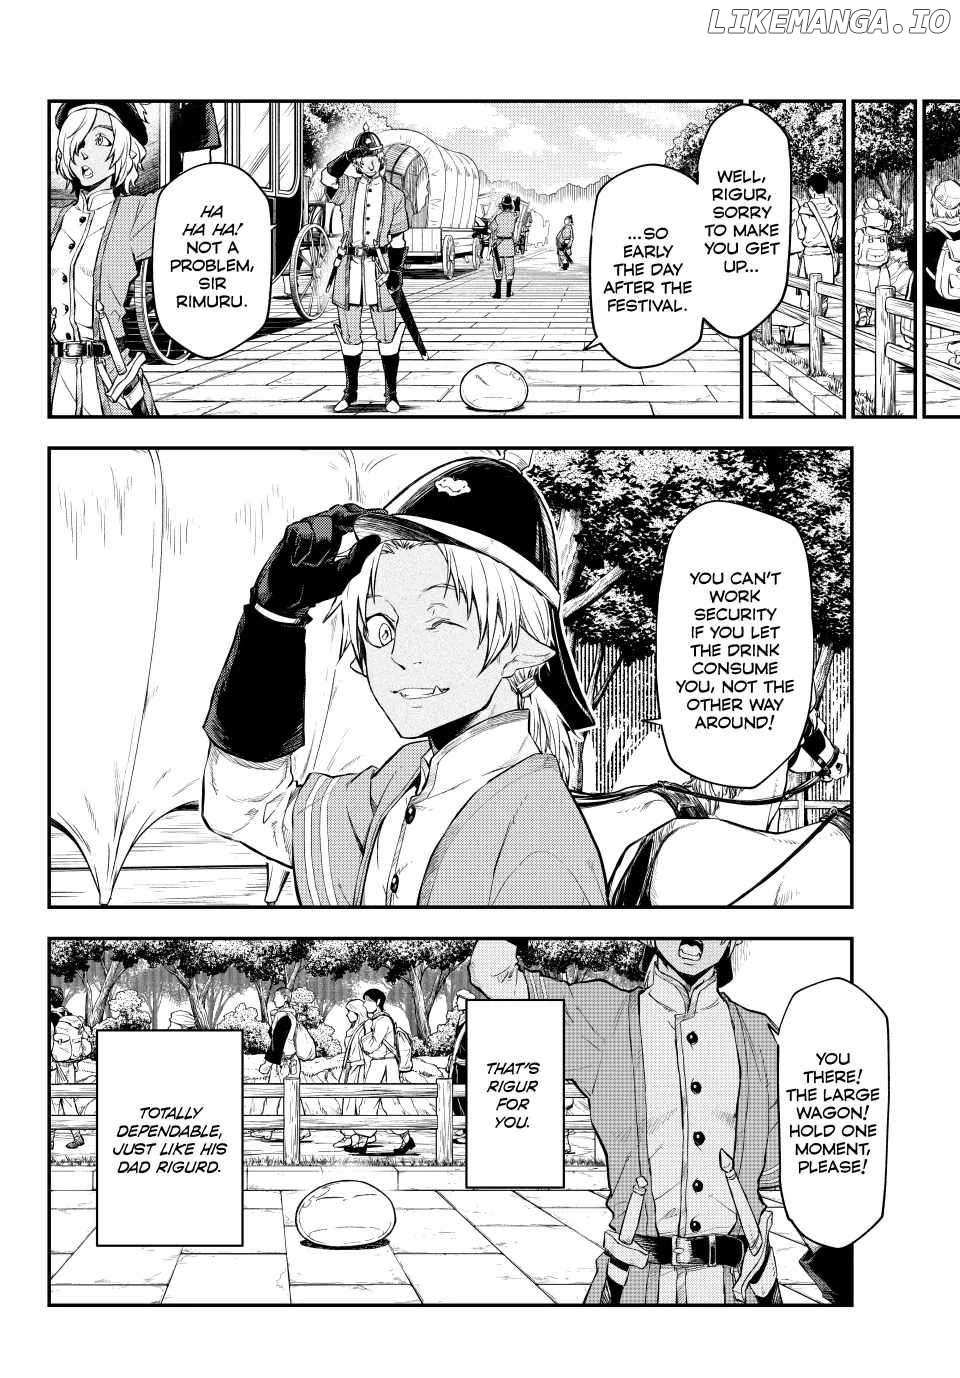 LIKEMANGA.IO
WELL,
RIGUR,
SORRY
TO MAKE
YOU GET
UP...
...SO
EARLY
THE DAY
AFTER THE
FESTIVAL.
HA
HA HA!
NOT A
PROBLEM,
SIR
RIMURU.
YOU CAN'T
WORK
SECURITY
IF YOU LET
THE DRINK
CONSUME
YOU, NOT THE
OTHER WAY
AROUND!
YOU
THERE!
THE LARGE
WAGON!
HOLD ONE
MOMENT,
PLEASE!
THAT'S
RIGUR
FOR
YOU.
TOTALLY
DEPENDABLE,
JUST LIKE HIS
DAD RIGURD.